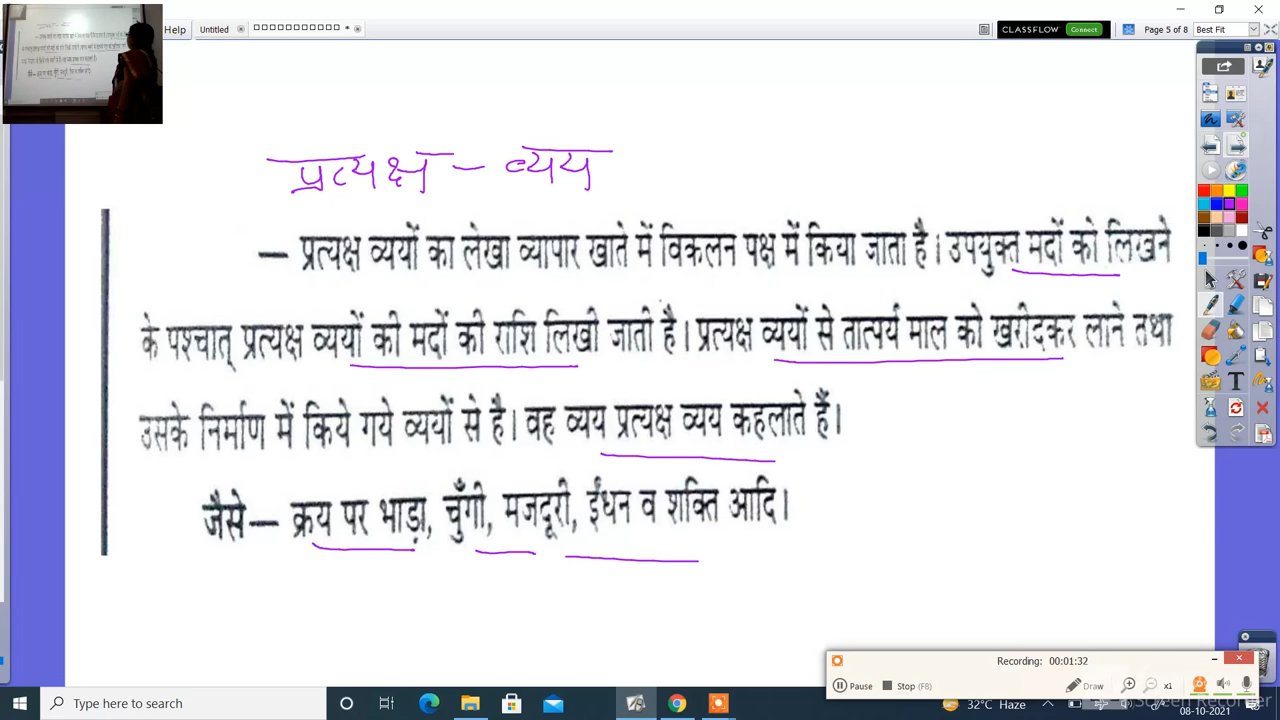 Help
Untitled
CLASSFLOW
Connect
Page 5 of 8
Best Fit
प्रत्यक्ष - व्यय
— प्रत्यक्ष व्ययों का लेखा व्यापार खाते में विकलन पक्ष में किया जाता है। उपयुक्त मदों को लिखने
के पश्चात् प्रत्यक्ष व्ययों की मदों की राशि लिखी जाती है। प्रत्यक्ष व्ययों से तात्पर्य माल को खरीदकर लाने तथा
उसके निर्माण में किये गये व्ययों से है। वह व्यय प्रत्यक्ष व्यय कहलाते हैं।
जैसे— क्रय पर भाड़ा, चुँगी, मजदूरी, ईंधन व शक्ति आदि।
Recording: 00:01:32
Pause
Stop (F8)
Draw
x1
Screencast-O-Recorder
Type here to search
32°C Haze
08-10-2021